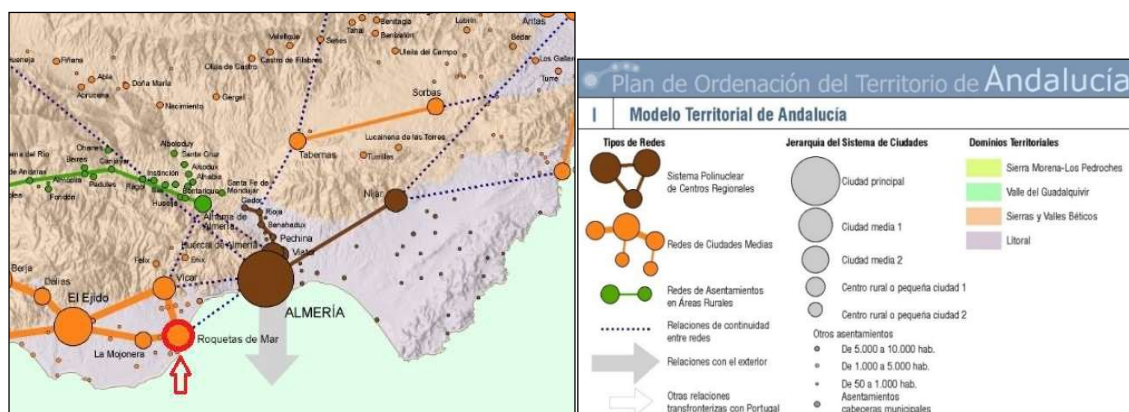 Antas
Lubrín
Benitagla
Tahal
Benizalón
Bédar
Velefique
Senés
Uleila del Campo
Los Gallardos
Turre
Fiñana
Castro de Filabres
Olula de Castro
Abla
Doña María
Abrucena
Gergal
Nacimiento
Sorbas
Lucainena de las Torres
Tabernas
Turrillas
Alboloduy
Ohanes
Santa Cruz
Beires
Canjáyar
Alsodux
Alhabia
Instinción
Almócita
Padules
Ragol
Bentarique
Santa Fe de Mondújar
Fondón
Huécija
Gádor
Níjar
Alhama de Almería
Rioja
Benahadux
Pechina
Huércal de Almería
Viator
Felix
Enix
Berja
Dalías
Vícar
ALMERÍA
El Ejido
Roquetas de Mar
La Mojonera
Plan de Ordenación del Territorio de Andalucía
I Modelo Territorial de Andalucía
Tipos de Redes
Sistema Polinuclear de Centros Regionales
Redes de Ciudades Medias
Redes de Asentamientos en Áreas Rurales
Relaciones de continuidad entre redes
Relaciones con el exterior
Otras relaciones transfronterizas con Portugal
Jerarquía del Sistema de Ciudades
Ciudad principal
Ciudad media 1
Ciudad media 2
Centro rural o pequeña ciudad 1
Centro rural o pequeña ciudad 2
Otros asentamientos
De 5.000 a 10.000 hab.
De 1.000 a 5.000 hab.
De 50 a 1.000 hab.
Asentamientos cabeceras municipales
Dominios Territoriales
Sierra Morena-Los Pedroches
Valle del Guadalquivir
Sierras y Valles Béticos
Litoral